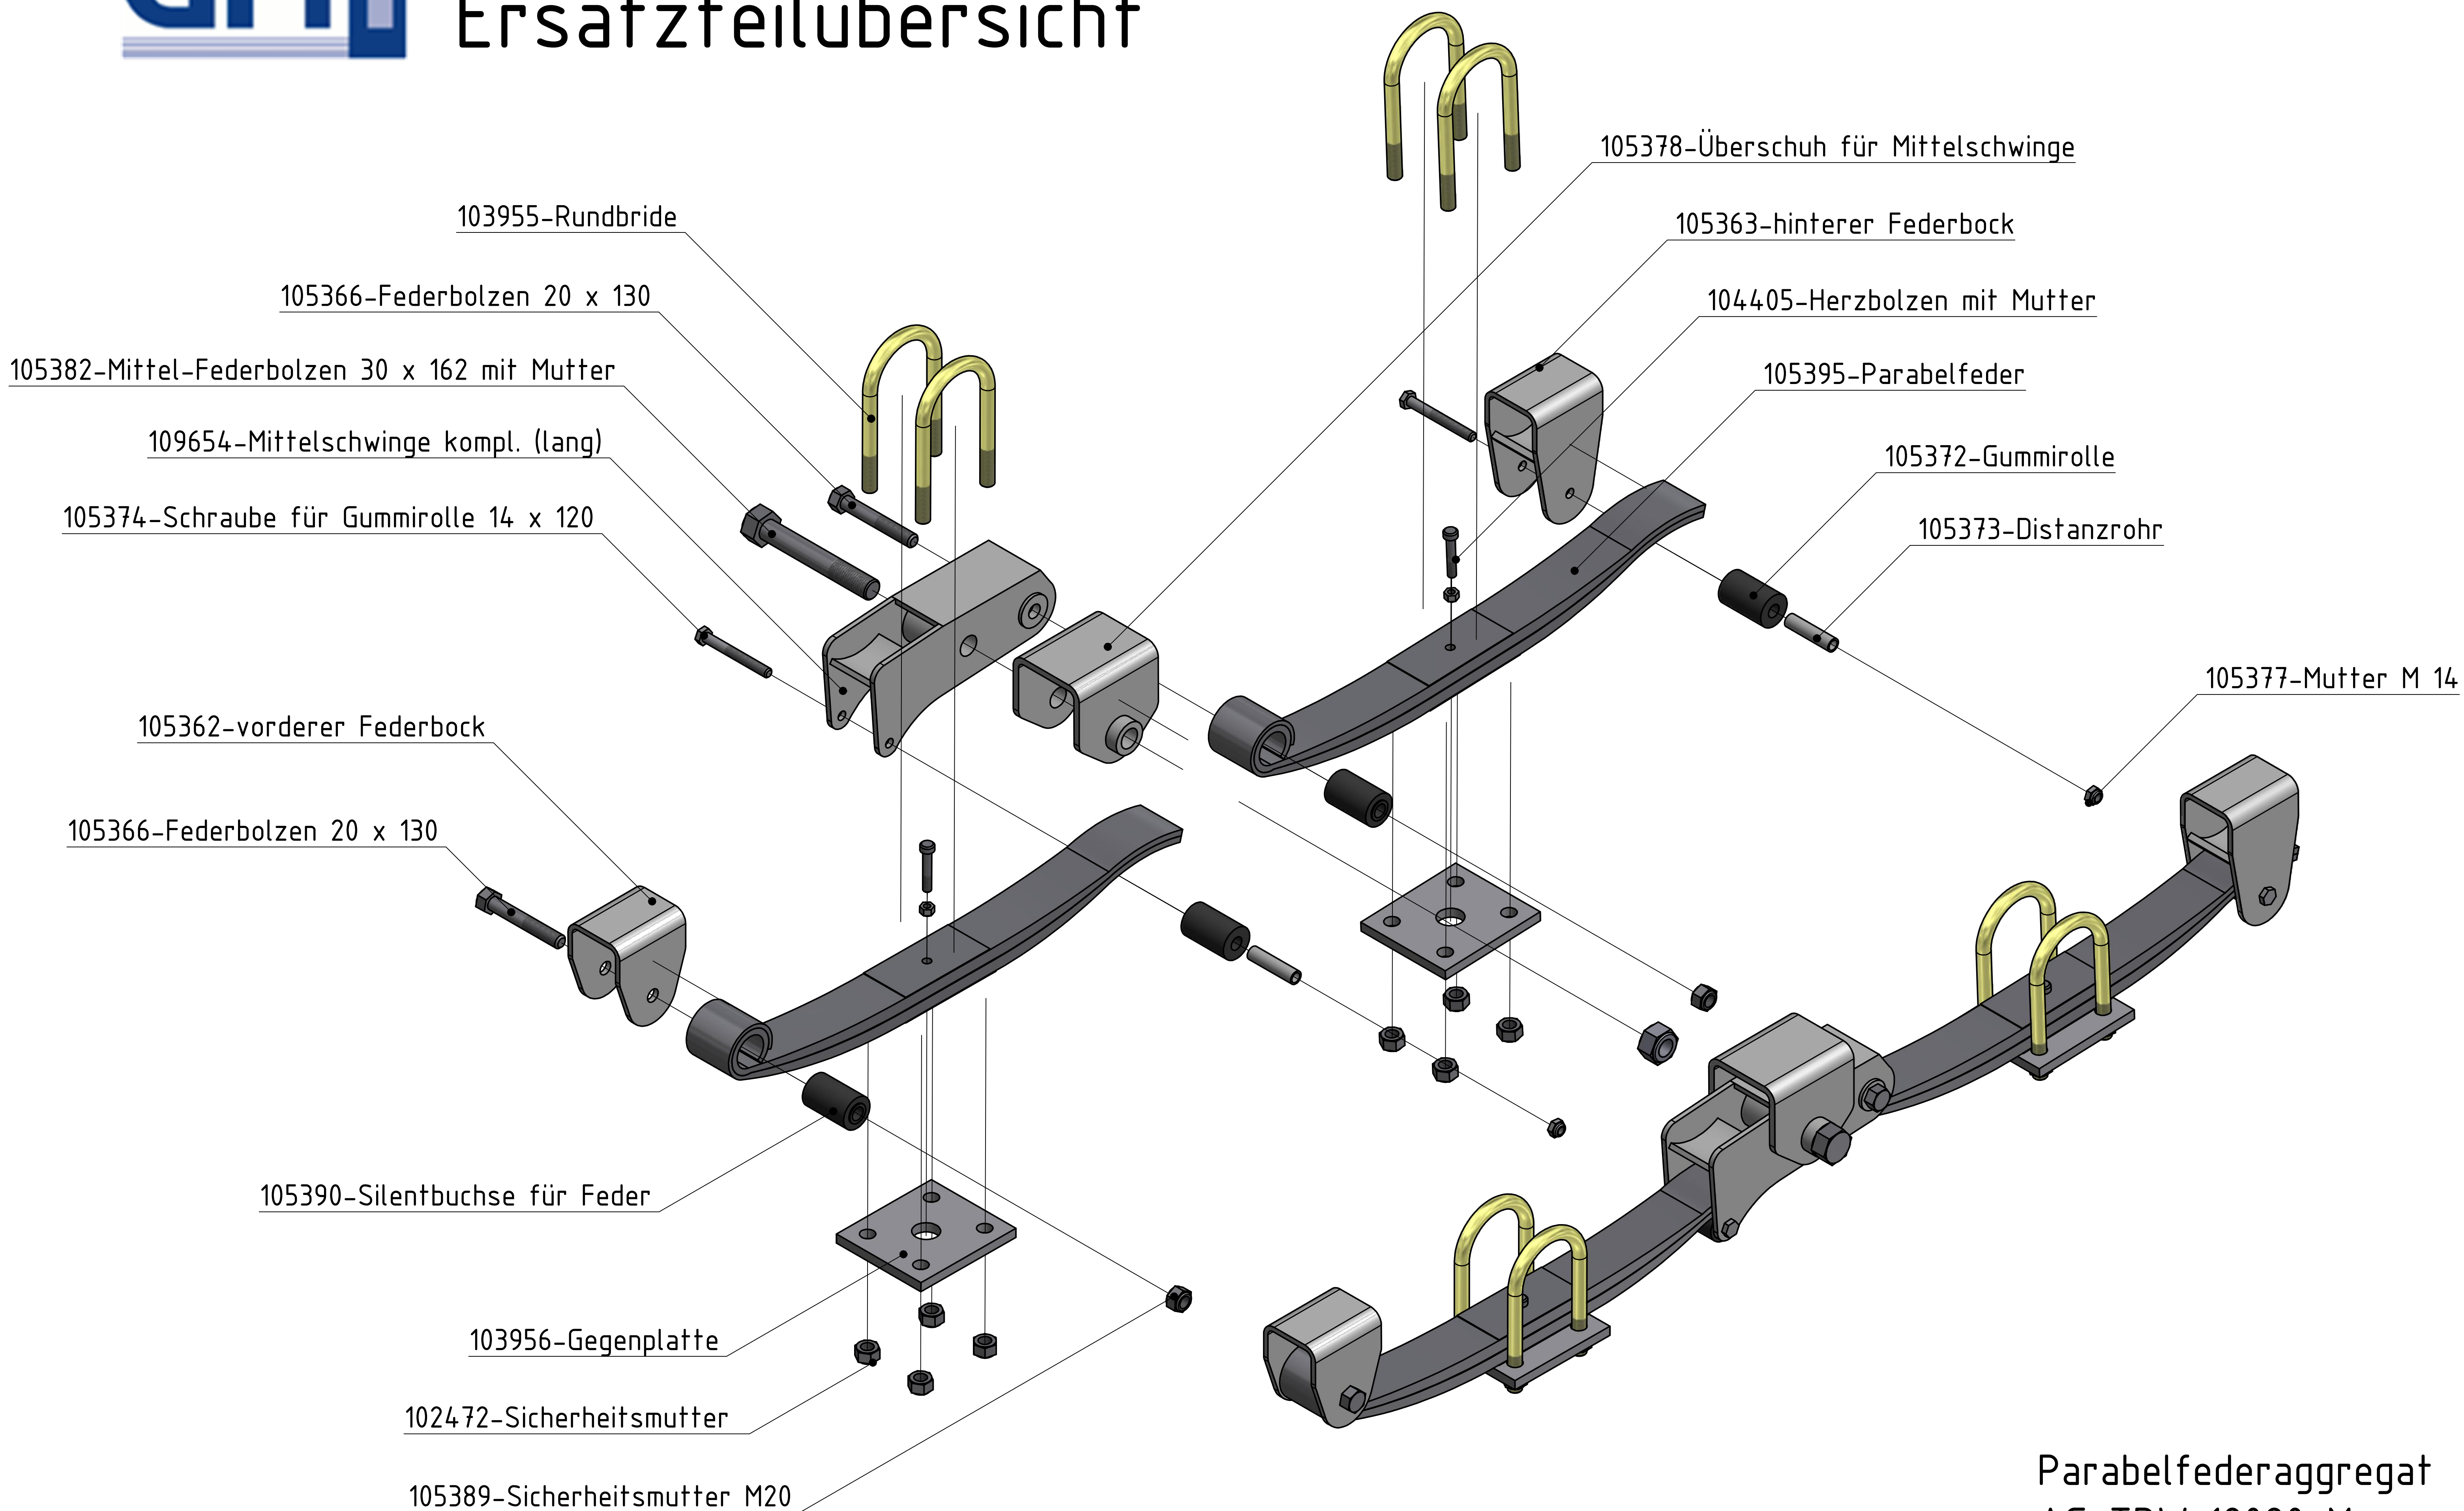 Ersatzteilübersicht
105378-Überschuh für Mittelschwinge
103955-Rundbride
105363-hinterer Federbock
105366-Federbolzen 20 x 130
104405-Herzbolzen mit Mutter
105382-Mittel-Federbolzen 30 x 162 mit Mutter
105395-Parabelfeder
109654-Mittelschwinge kompl. (lang)
105372-Gummirolle
105374-Schraube für Gummirolle 14 x 120
105373-Distanzrohr
105377-Mutter M 14
105362-vorderer Federbock
105366-Federbolzen 20 x 130
105390-Silentbuchse für Feder
103956-Gegenplatte
102472-Sicherheitsmutter
Parabelfederaggregat
105389-Sicherheitsmutter M20